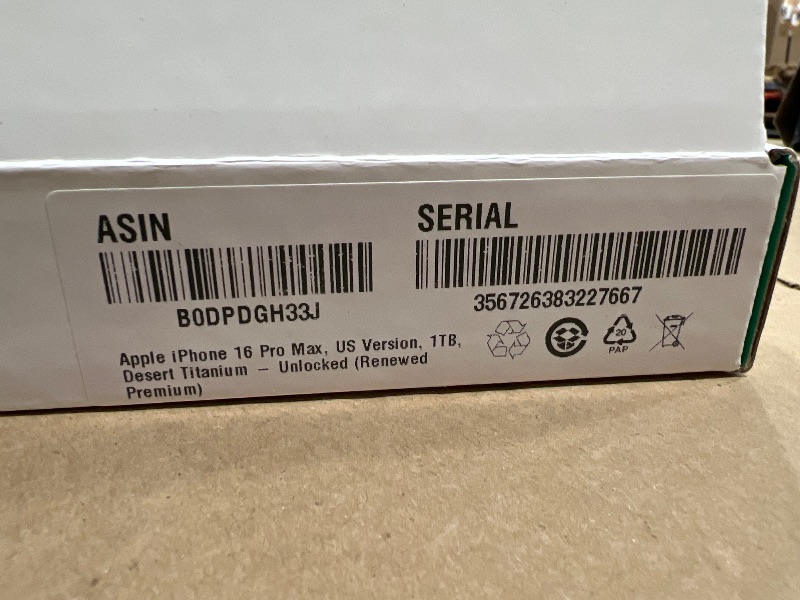 ASIN
B0DPDGH33J
Apple iPhone 16 Pro Max, US Version, 1TB,
Desert Titanium – Unlocked (Renewed
Premium)
SERIAL
356726383227667
20
PAP